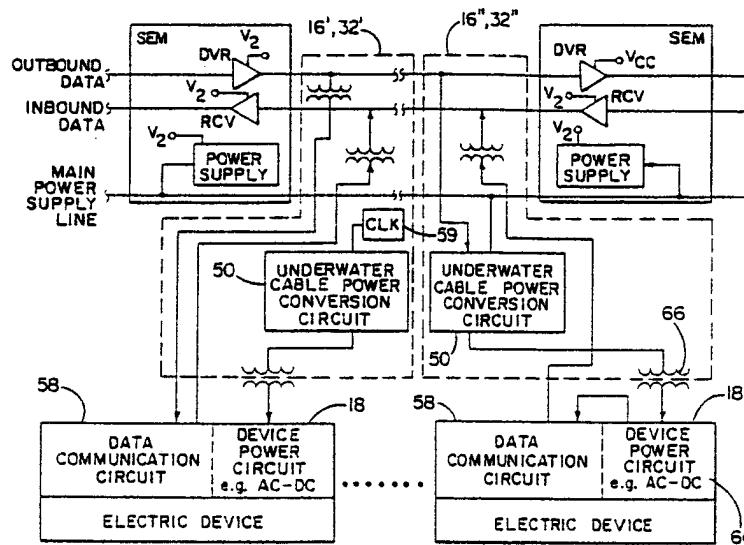 SEM
V2
16', 32'
16", 32"
SEM
OUTBOUND
DATA
DVR
DVR
VCC
INBOUND
DATA
V2
RCV
V2
RCV
V2
POWER
SUPPLY
V2
POWER
SUPPLY
MAIN
POWER
SUPPLY
LINE
CLK
59
50
UNDERWATER
CABLE POWER
CONVERSION
CIRCUIT
UNDERWATER
CABLE POWER
CONVERSION
CIRCUIT
50
66
58
18
58
18
DATA
COMMUNICATION
CIRCUIT
DEVICE
POWER
CIRCUIT
e.g. AC-DC
DATA
COMMUNICATION
CIRCUIT
DEVICE
POWER
CIRCUIT
e.g. AC-DC
ELECTRIC DEVICE
ELECTRIC DEVICE